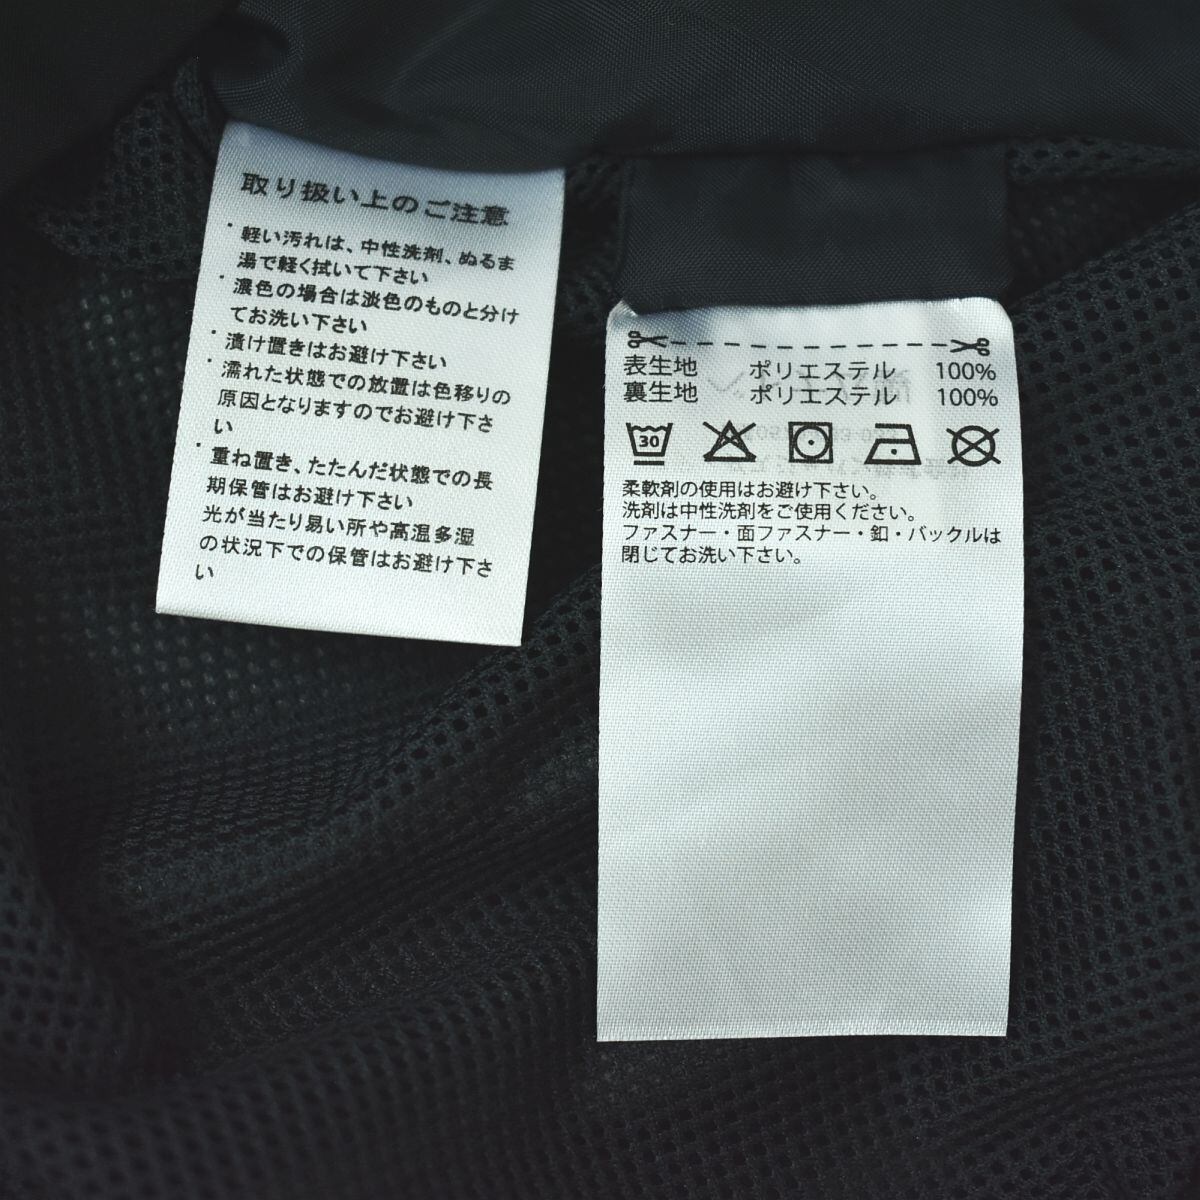 取り扱い上のご注意
・軽い汚れは、中性洗剤、ぬるま
湯で軽く拭いて下さい
・濃色の場合は淡色のものと分け
てお洗い下さい
・漬け置きはお避け下さい
・濡れた状態での放置は色移りの
原因となりますのでお避け下さ
い
・重ね置き、たたんだ状態での長
期保管はお避け下さい
光が当たり易い所や高温多湿
の状況下での保管はお避け下さ
い
表生地 ポリエステル 100%
裏生地 ポリエステル 100%
30
柔軟剤の使用はお避け下さい。
洗剤は中性洗剤をご使用ください。
ファスナー・面ファスナー・釦・バックルは
閉じてお洗い下さい。